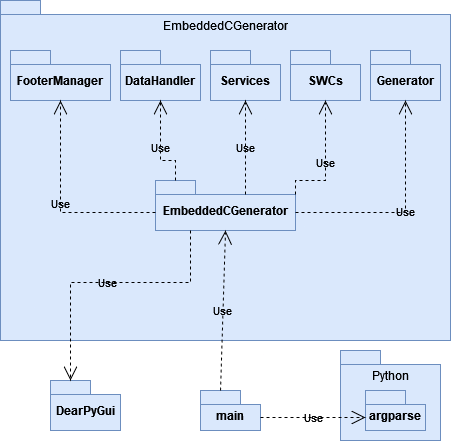 EmbeddedCGenerator
FooterManager
DataHandler
Services
SWCs
Generator
Use
Use
Use
Use
EmbeddedCGenerator
Use
Use
Use
Python
DearPyGui
main
Use
argparse